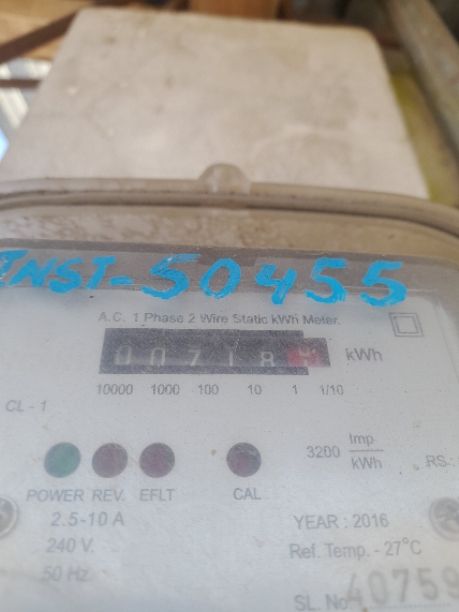 INST-50455
A.C. 1 Phase 2 Wire Static kWh Meter.
00718 kWh
10000 1000 100 10 1 1/10
CL - 1
3200 Imp/kWh
RS-
POWER REV. EFLT CAL
2.5-10 A
YEAR : 2016
240 V.
Ref. Temp. - 27°C
50 Hz
SL. No 40759